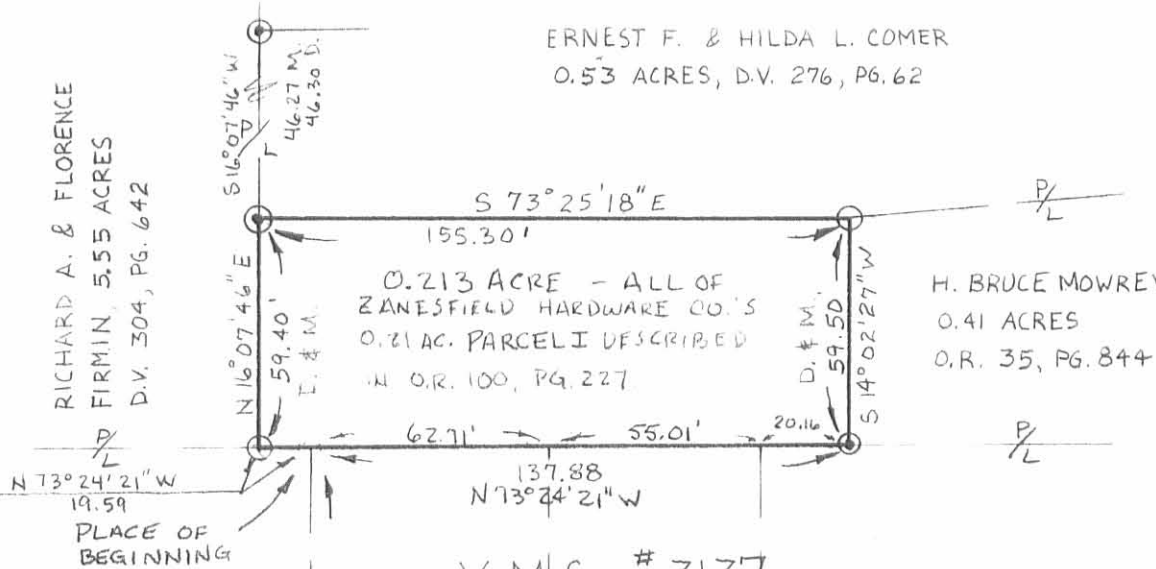 ERNEST F. & HILDA L. COMER
0.53 ACRES, D.V. 276, PG. 62
RICHARD A. & FLORENCE
FIRMIN 5.55 ACRES
D.V. 304, PG. 642
S 16° 07' 46" W
P/L
46.27 M.
46.30 D.
S 73° 25' 18" E
155.30'
P/L
N 16° 07' 46" E
59.40'
D. & M.
0.213 ACRE - ALL OF
ZANESFIELD HARDWARE CO.'S
0.21 AC. PARCEL I DESCRIBED
IN O.R. 100, PG. 227
D. & M.
59.50
S 14° 02' 27" W
H. BRUCE MOWREY
0.41 ACRES
O.R. 35, PG. 844
P/L
62.71'
55.01'
20.16
P/L
N 73° 24' 21" W
19.59
137.88
N 73° 24' 21" W
PLACE OF
BEGINNING
V.M.S. # 7177